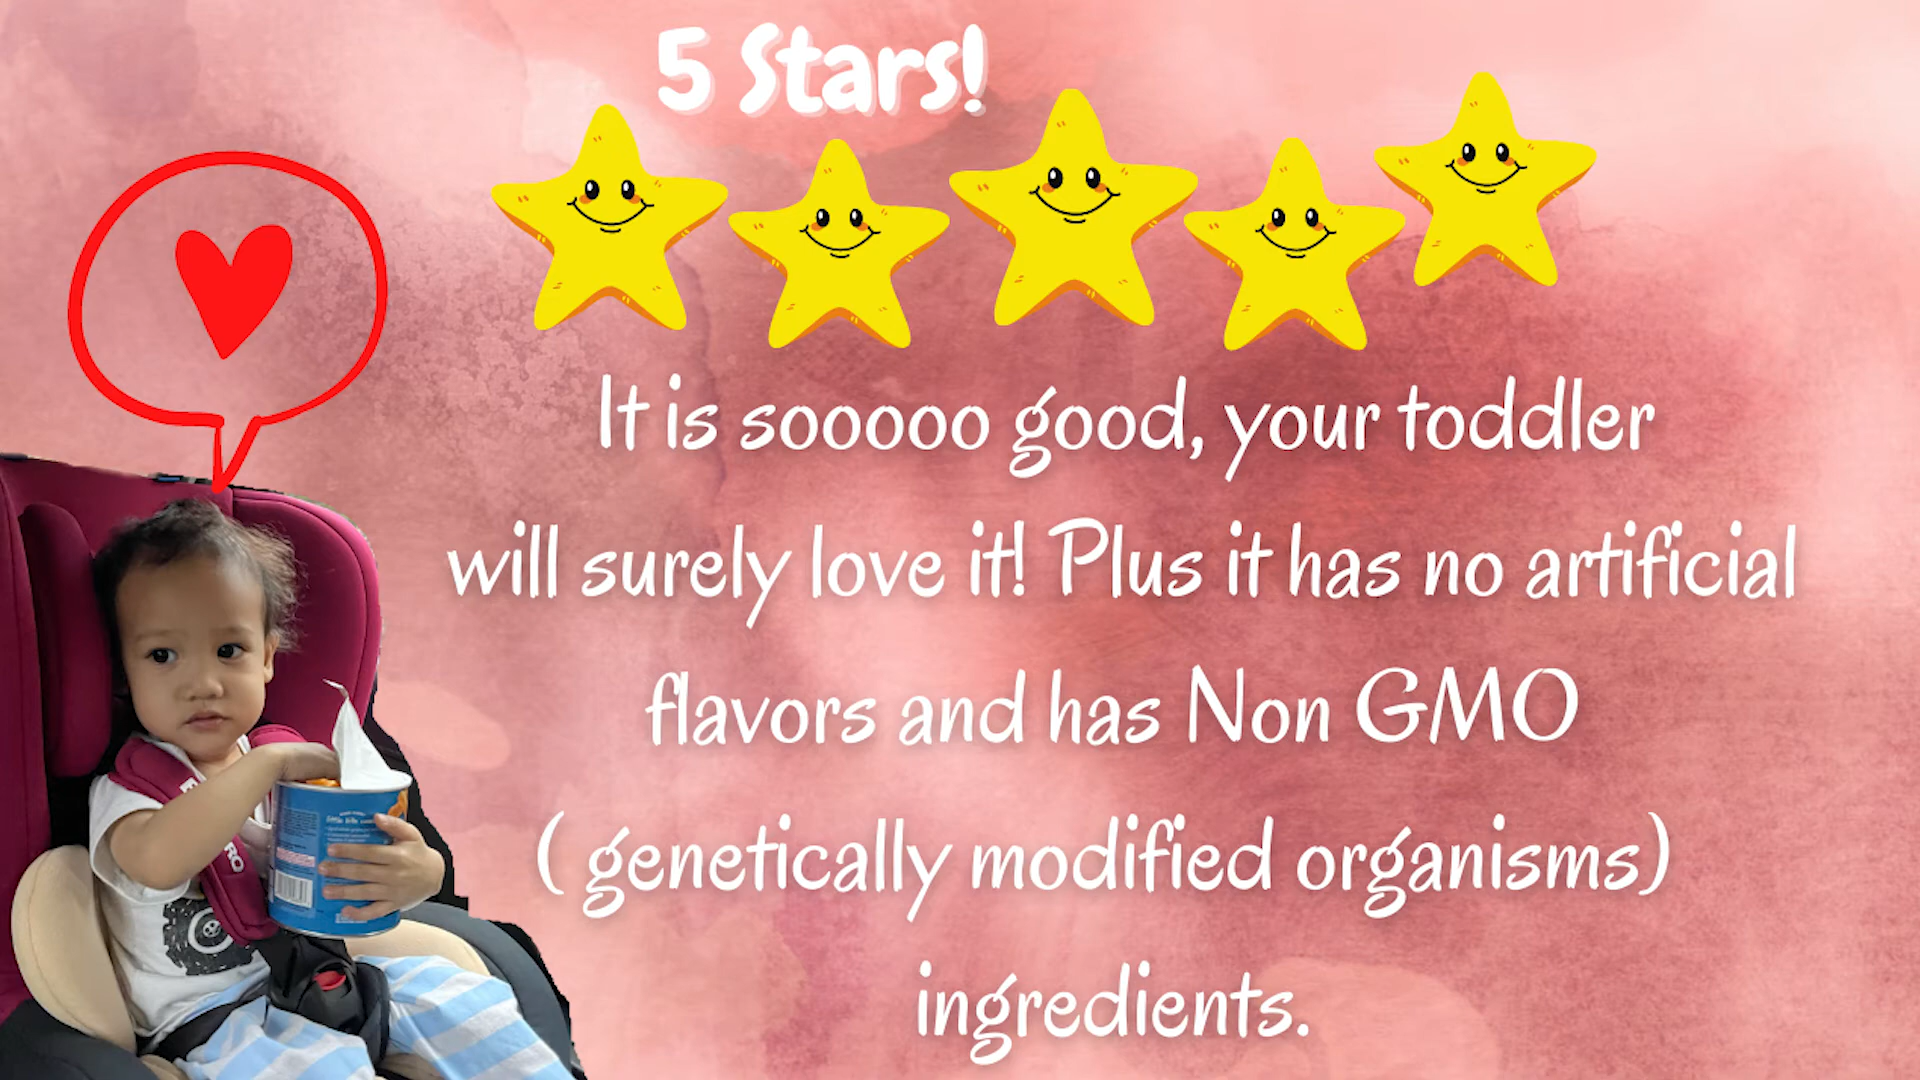 5 Stars!
It is sooooo good, your toddler
will surely love it! Plus it has no artificial
flavors and has Non GMO
( genetically modified organisms)
ingredients.